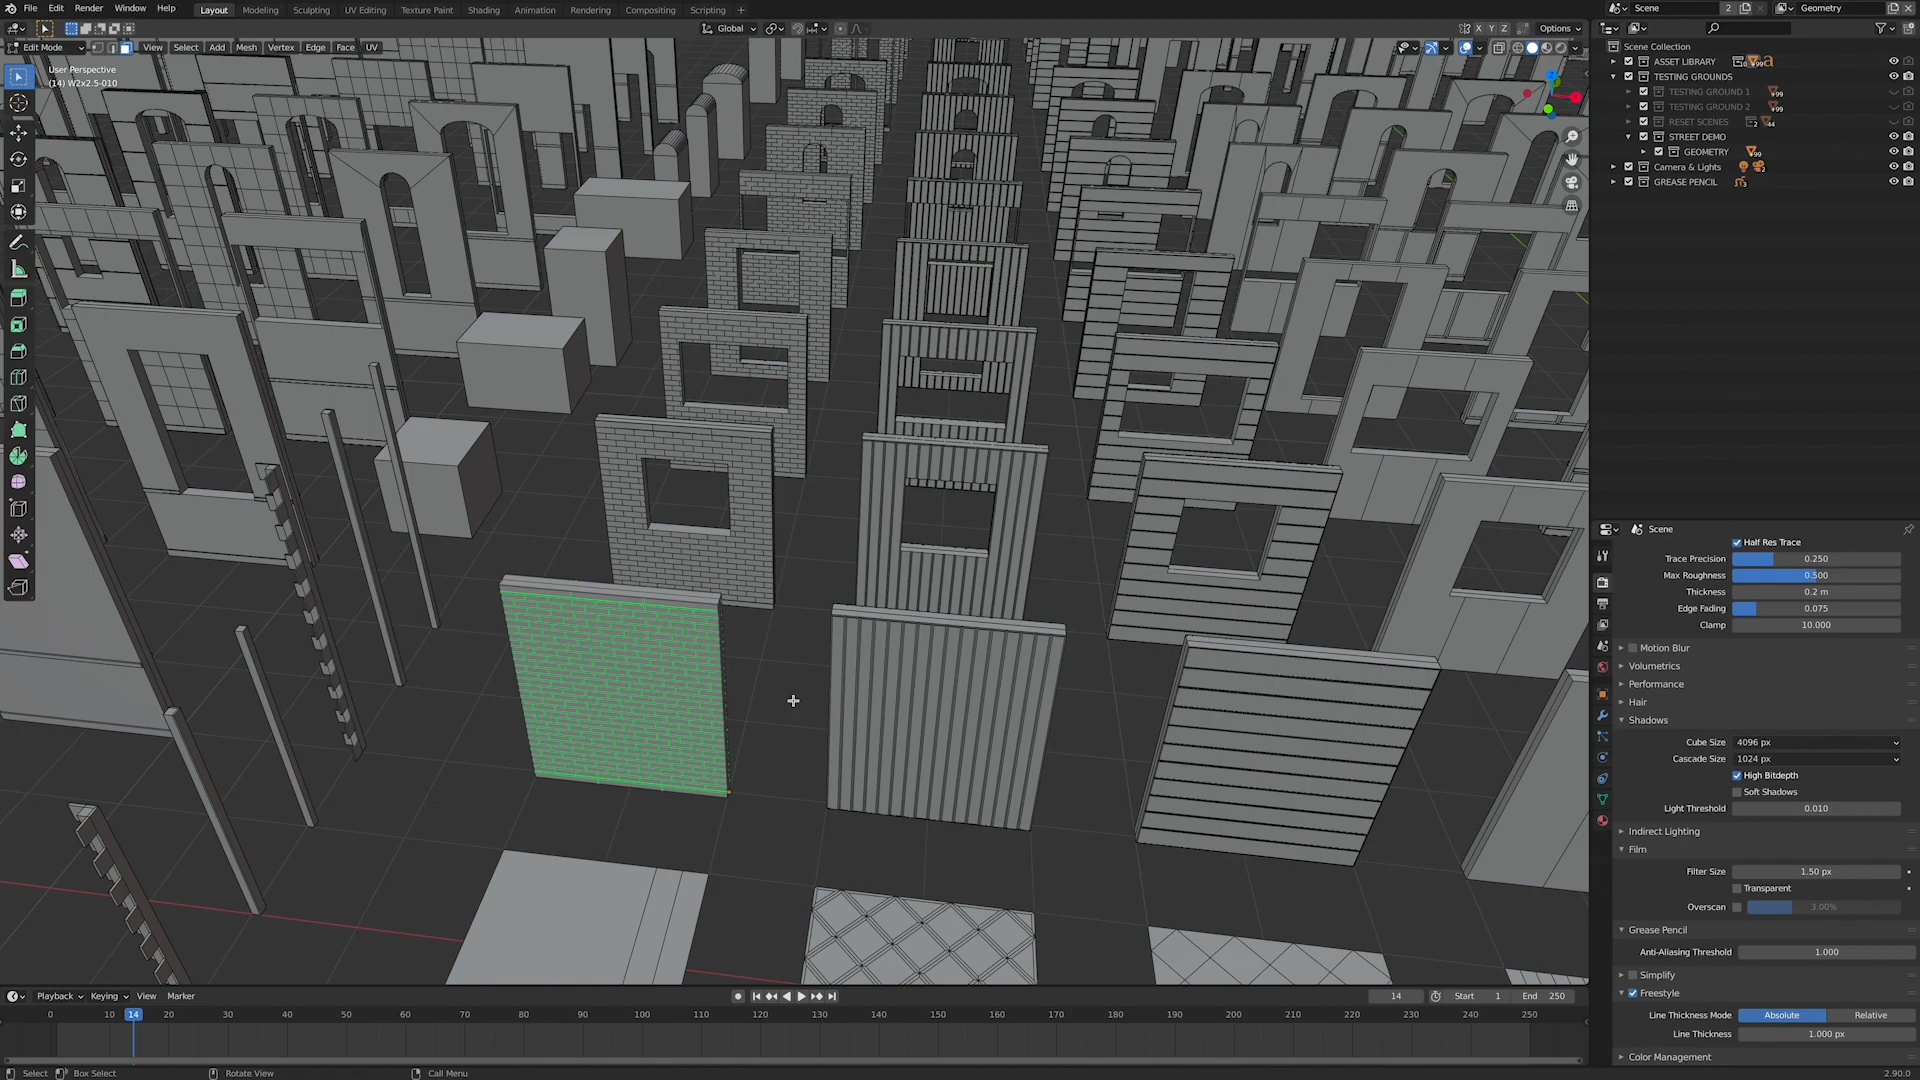 File Edit Render Window Help Layout Modeling Sculpting UV Editing Texture Paint Shading Animation Rendering Compositing Scripting + Scene 2 Geometry
Global X Y Z Options
Edit Mode View Select Add Mesh Vertex Edge Face UV
User Perspective
(14) W2x2.5-010
Scene Collection
ASSET LIBRARY
TESTING GROUNDS
TESTING GROUND 1 99
TESTING GROUND 2 99
RESET SCENES 2 44
STREET DEMO
GEOMETRY 99
Camera & Lights 2
GREASE PENCIL 3
Scene
Half Res Trace
Trace Precision 0.250
Max Roughness 0.500
Thickness 0.2 m
Edge Fading 0.075
Clamp 10.000
Motion Blur
Volumetrics
Performance
Hair
Shadows
Cube Size 4096 px
Cascade Size 1024 px
High Bitdepth
Soft Shadows
Light Threshold 0.010
Indirect Lighting
Film
Filter Size 1.50 px
Transparent
Overscan 3.00%
Grease Pencil
Anti-Aliasing Threshold 1.000
Simplify
Freestyle
Line Thickness Mode Absolute Relative
Line Thickness 1.000 px
Color Management
Playback Keying View Marker 14 Start 1 End 250
0 10 14 20 30 40 50 60 70 80 90 100 110 120 130 140 150 160 170 180 190 200 210 220 230 240 250
Select Box Select Rotate View Call Menu 2.90.0